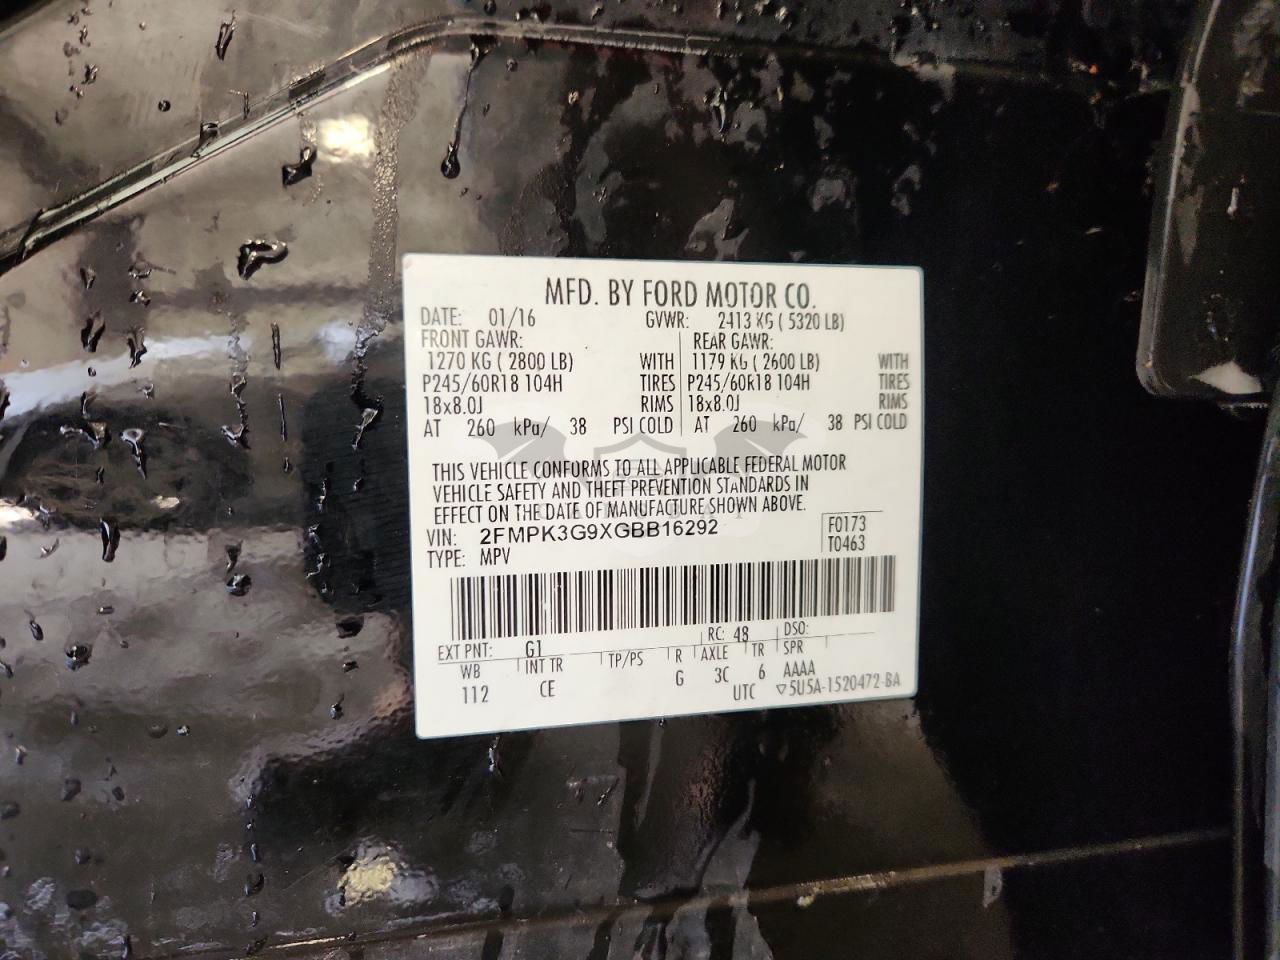 MFD. BY FORD MOTOR CO.
DATE: 01/16 GVWR: 2413 KG ( 5320 LB)
FRONT GAWR: REAR GAWR:
1270 KG ( 2800 LB) WITH 1179 KG ( 2600 LB) WITH
P245/60R18 104H TIRES P245/60R18 104H TIRES
18x8.0J RIMS 18x8.0J RIMS
AT 260 kPa/ 38 PSI COLD AT 260 kPa/ 38 PSI COLD
THIS VEHICLE CONFORMS TO ALL APPLICABLE FEDERAL MOTOR
VEHICLE SAFETY AND THEFT PREVENTION STANDARDS IN
EFFECT ON THE DATE OF MANUFACTURE SHOWN ABOVE.
VIN: 2FMPK3G9XGBB16292 F0173
TYPE: MPV T0463
EXT PNT: G1 RC: 48 DSO:
WB INT TR TP/PS R AXLE TR SPR
112 CE G 3C 6 AAAA
UTC ▽5U5A-1520472-BA